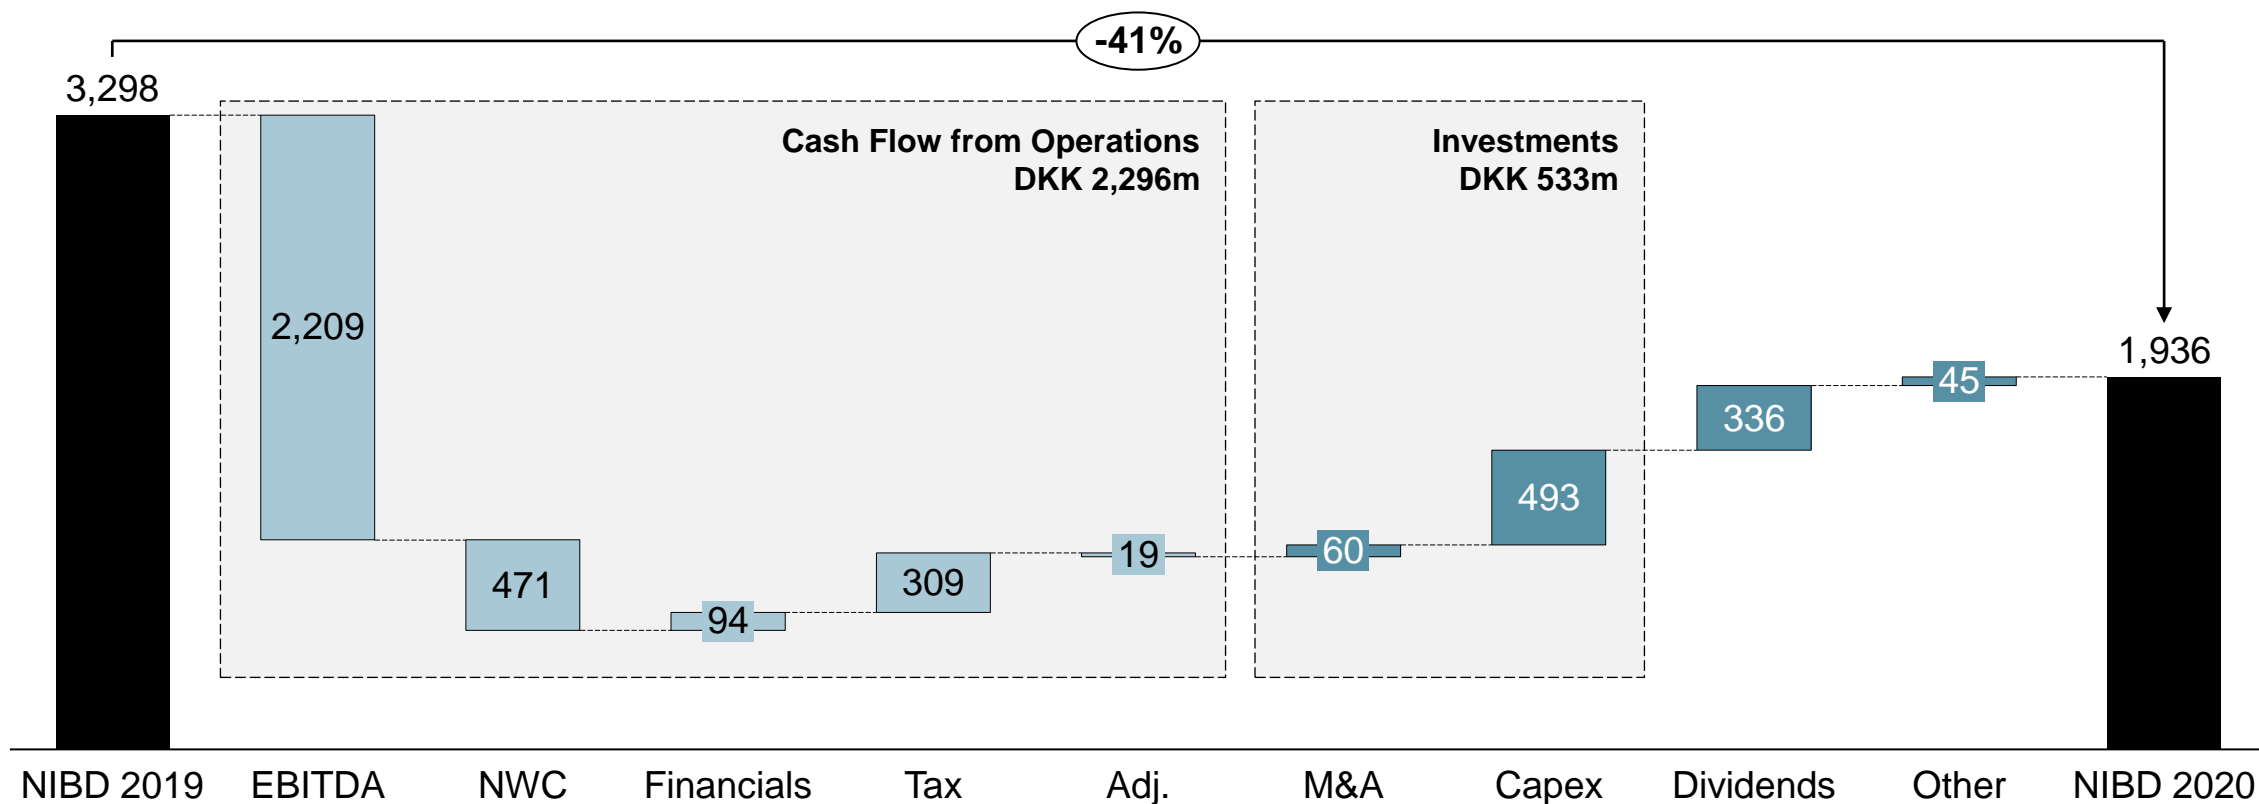 -41%
3,298
Cash Flow from Operations
DKK 2,296m
Investments
DKK 533m
2,209
471
94
309
19
60
493
336
45
1,936
NIBD 2019
EBITDA
NWC
Financials
Tax
Adj.
M&A
Capex
Dividends
Other
NIBD 2020